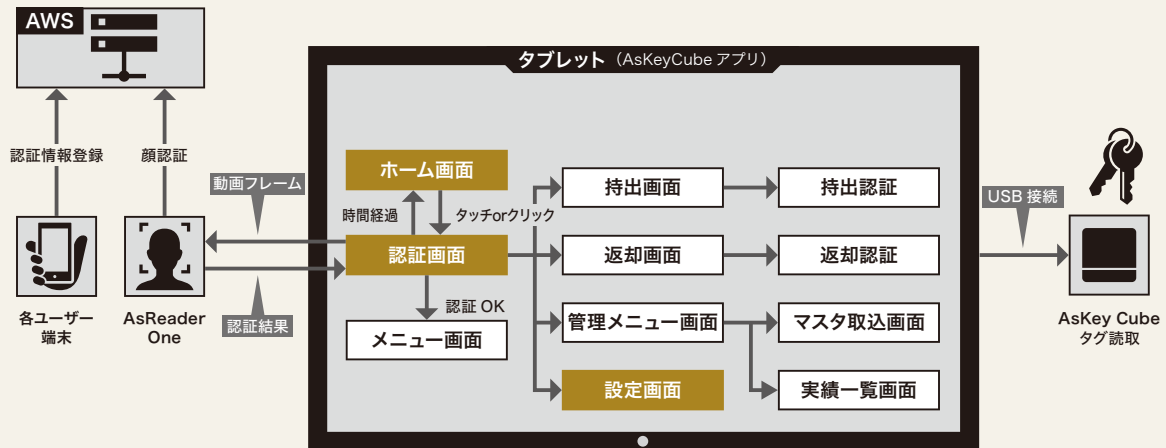 AWS
タブレット（AsKeyCube アプリ）
認証情報登録
顔認証
動画フレーム
ホーム画面
時間経過
タッチorクリック
認証画面
認証 OK
メニュー画面
認証結果
各ユーザー
端末
AsReader
One
持出画面
持出認証
返却画面
返却認証
管理メニュー画面
マスタ取込画面
設定画面
実績一覧画面
USB 接続
AsKey Cube
タグ読取